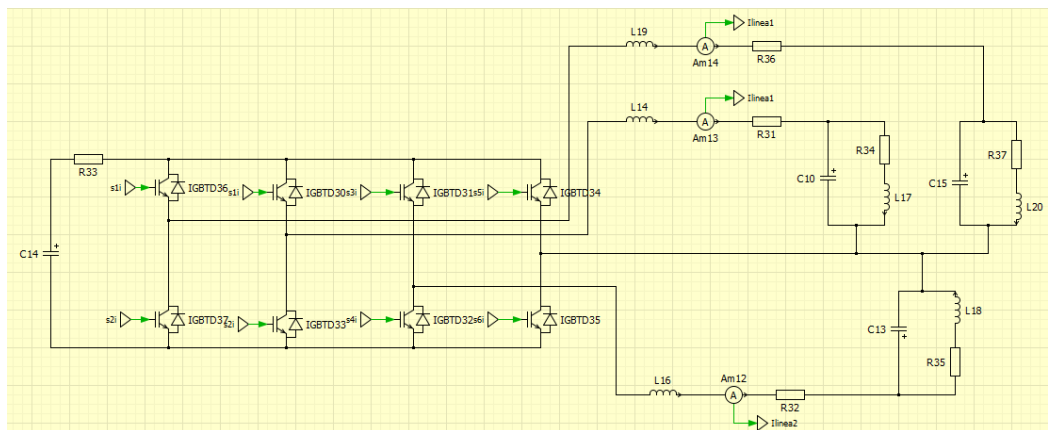 L19
Ilinea1
Am14
R36
L14
Ilinea1
Am13
R31
R34
R37
C10
L17
C15
L20
R33
s1i
IGBTD36
s1i
IGBTD30
s3i
IGBTD31
s5i
IGBTD34
C14
s2i
IGBTD37
s2i
IGBTD33
s4i
IGBTD32
s6i
IGBTD35
C13
L18
R35
L16
Am12
R32
Ilinea2